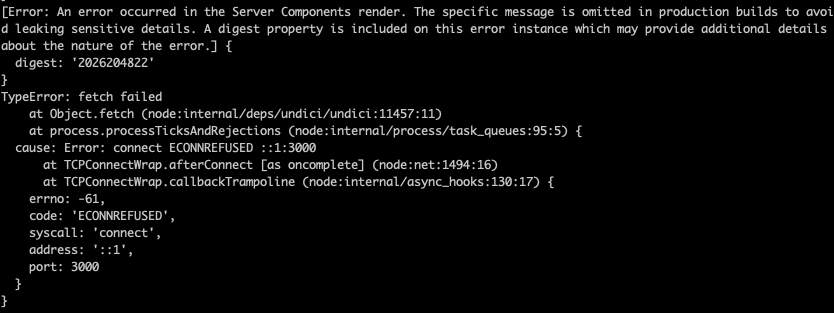 [Error: An error occurred in the Server Components render. The specific message is omitted in production builds to avoi
d leaking sensitive details. A digest property is included on this error instance which may provide additional details
about the nature of the error.] {
  digest: '2026204822'
}
TypeError: fetch failed
    at Object.fetch (node:internal/deps/undici/undici:11457:11)
    at process.processTicksAndRejections (node:internal/process/task_queues:95:5) {
  cause: Error: connect ECONNREFUSED ::1:3000
      at TCPConnectWrap.afterConnect [as oncomplete] (node:net:1494:16)
      at TCPConnectWrap.callbackTrampoline (node:internal/async_hooks:130:17) {
    errno: -61,
    code: 'ECONNREFUSED',
    syscall: 'connect',
    address: '::1',
    port: 3000
  }
}